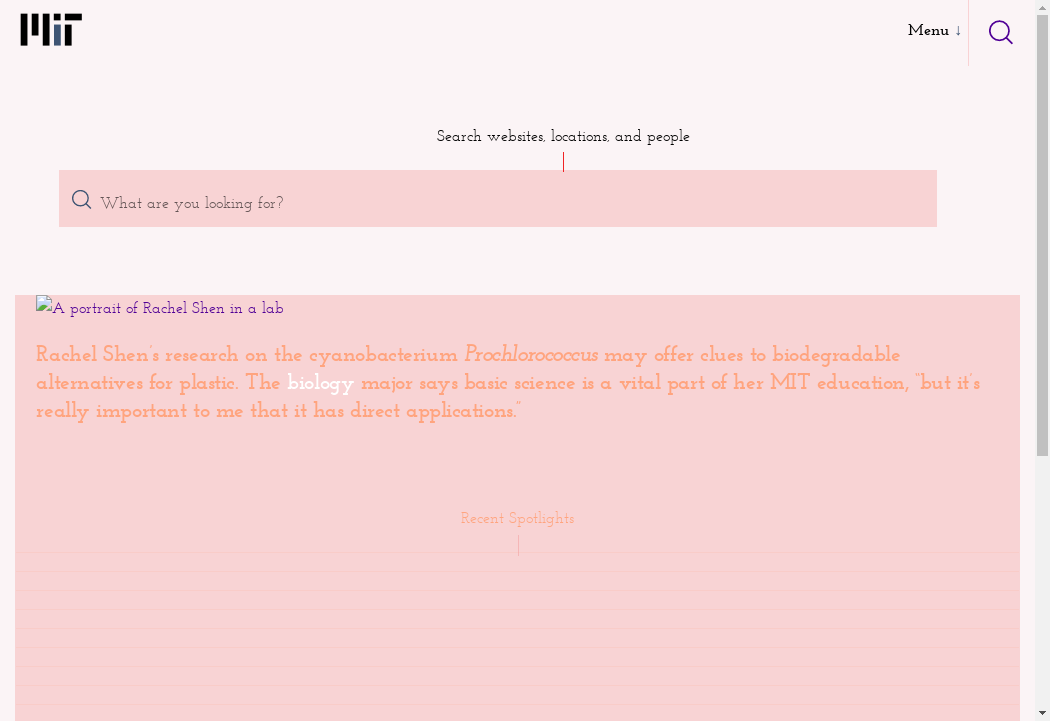 MIT
Menu ↓
Search websites, locations, and people
What are you looking for?
A portrait of Rachel Shen in a lab
Rachel Shen’s research on the cyanobacterium Prochlorococcus may offer clues to biodegradable
alternatives for plastic. The biology major says basic science is a vital part of her MIT education, “but it’s
really important to me that it has direct applications.”
Recent Spotlights